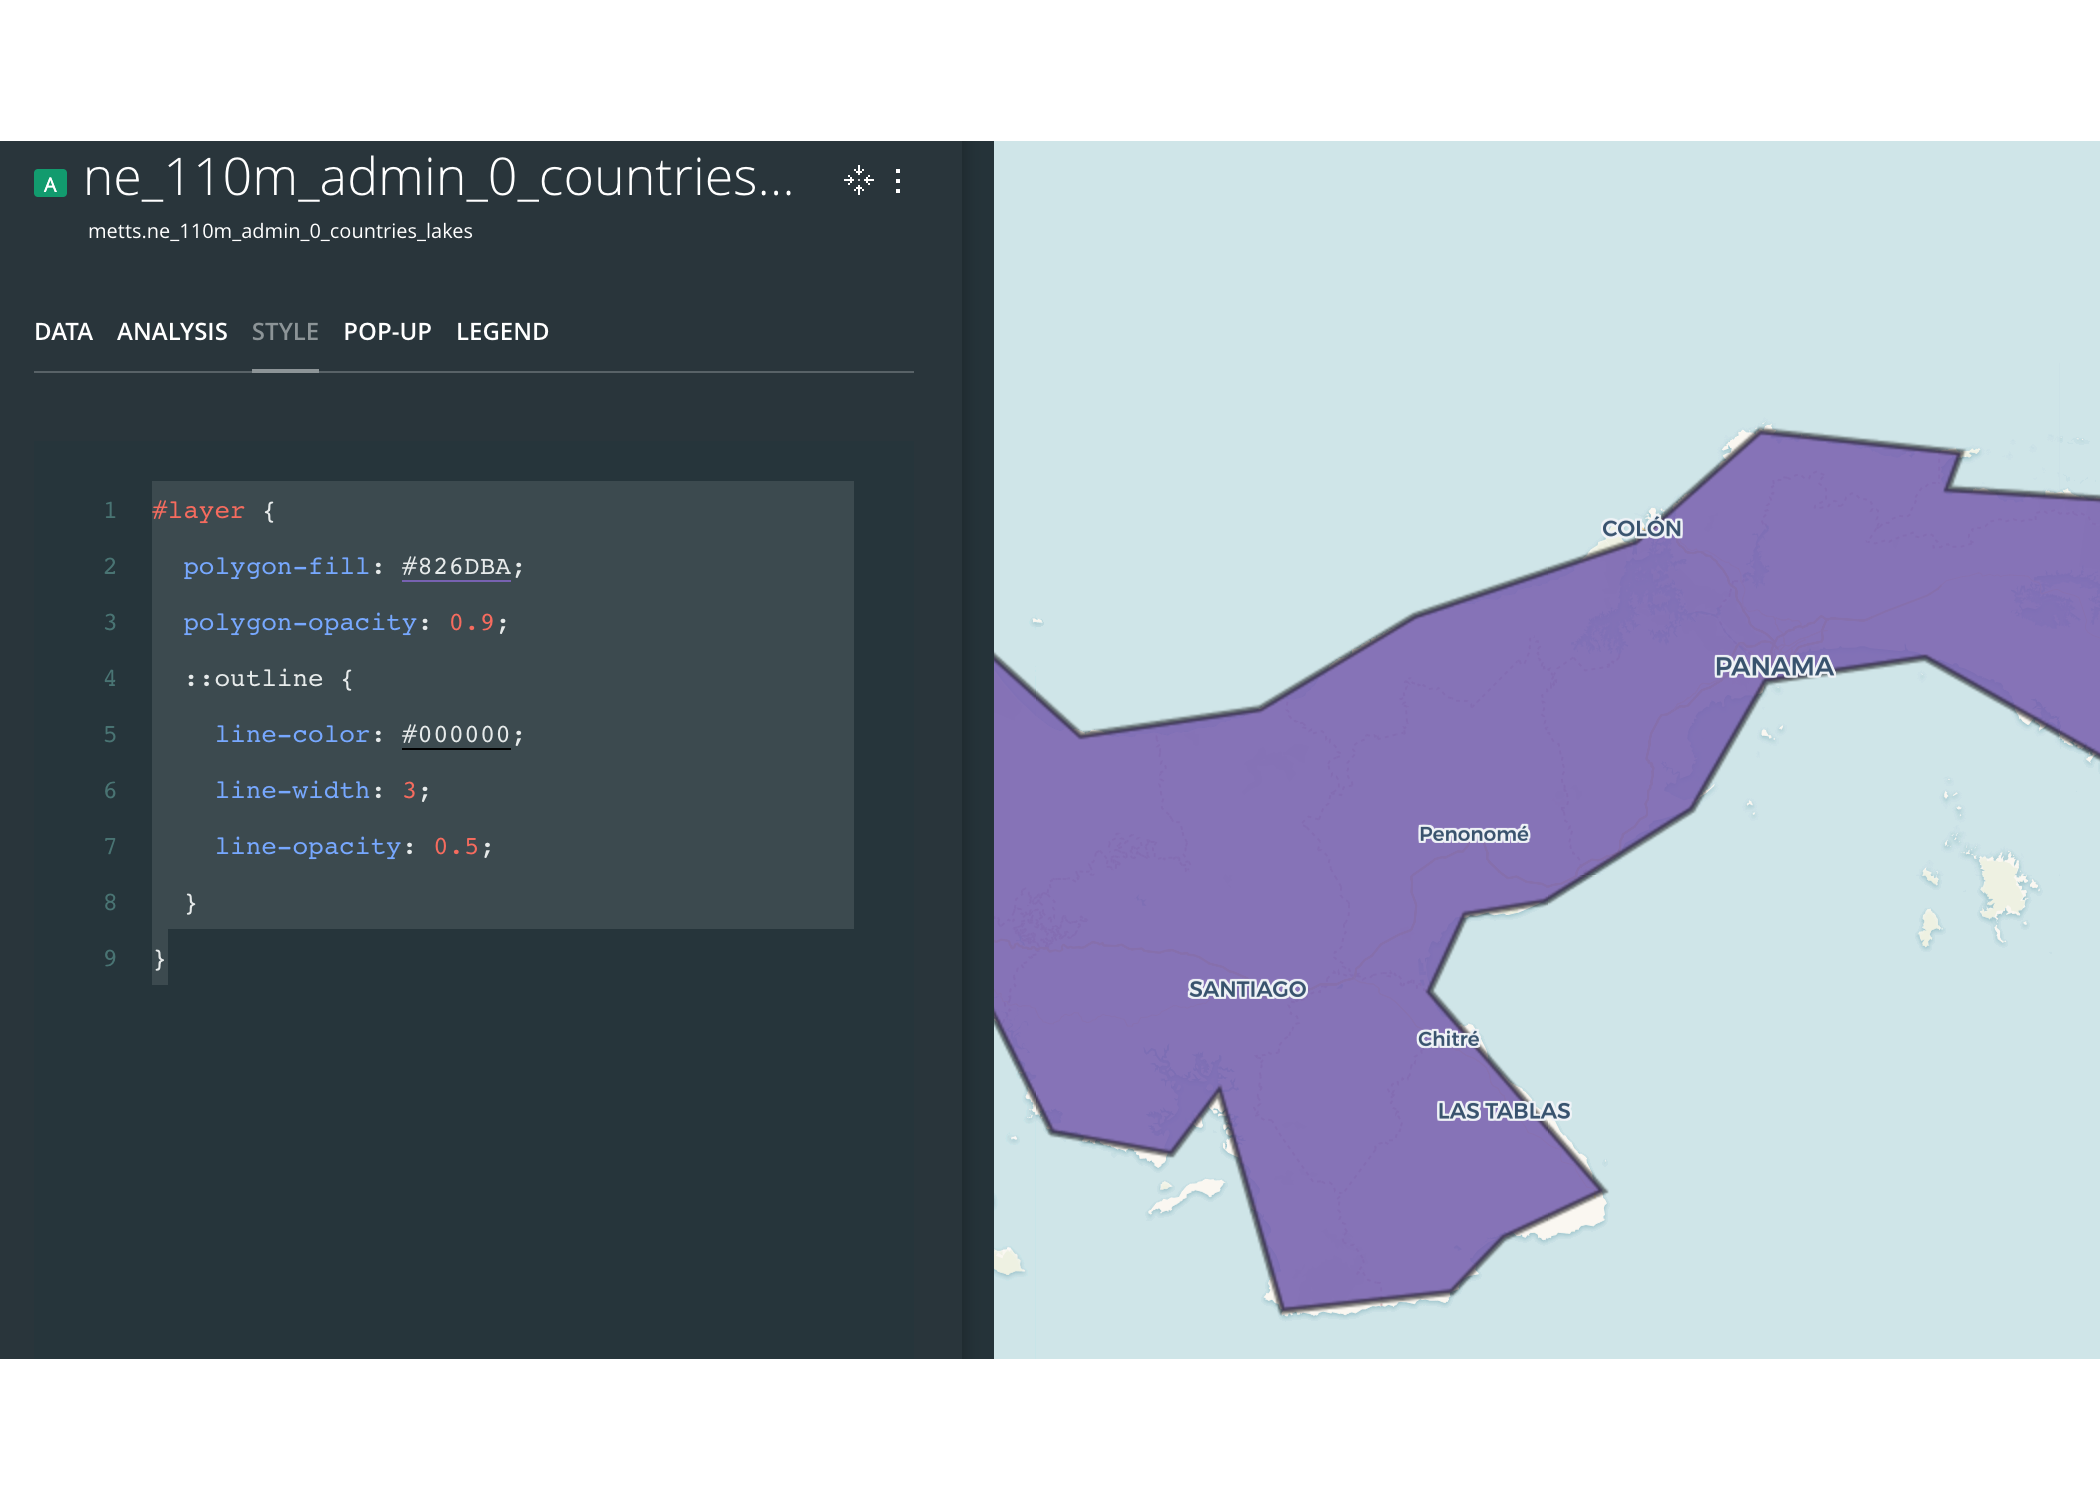 A ne_110m_admin_0_countries...
metts.ne_110m_admin_0_countries_lakes
DATA ANALYSIS STYLE POP-UP LEGEND
1 #layer {
2 polygon-fill: #826DBA;
3 polygon-opacity: 0.9;
4 ::outline {
5 line-color: #000000;
6 line-width: 3;
7 line-opacity: 0.5;
8 }
9 }
COLÓN
PANAMA
Penonomé
SANTIAGO
Chitré
LAS TABLAS